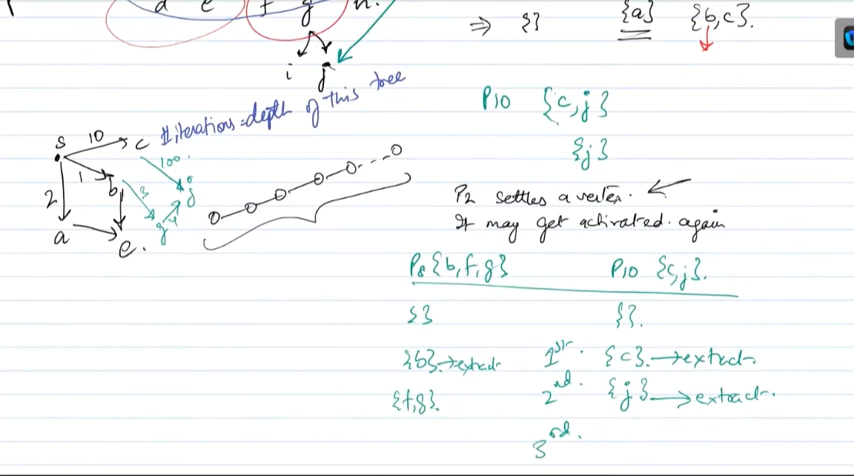 d e f g h.
⇒ {} {a} {b,c}.
i j
#iterations = depth of this tree
P10 {c,j}
{j}
s 10 c
100
1 b 3 j
2
a e. g 4
P2 settles a vertex.
It may get activated. again
P8 {b,f,g} P10 {c,j}.
{} {}.
{b}. → extract 1st. {c}. → extract.
{f,g}. 2nd. {j} → extract.
3rd.